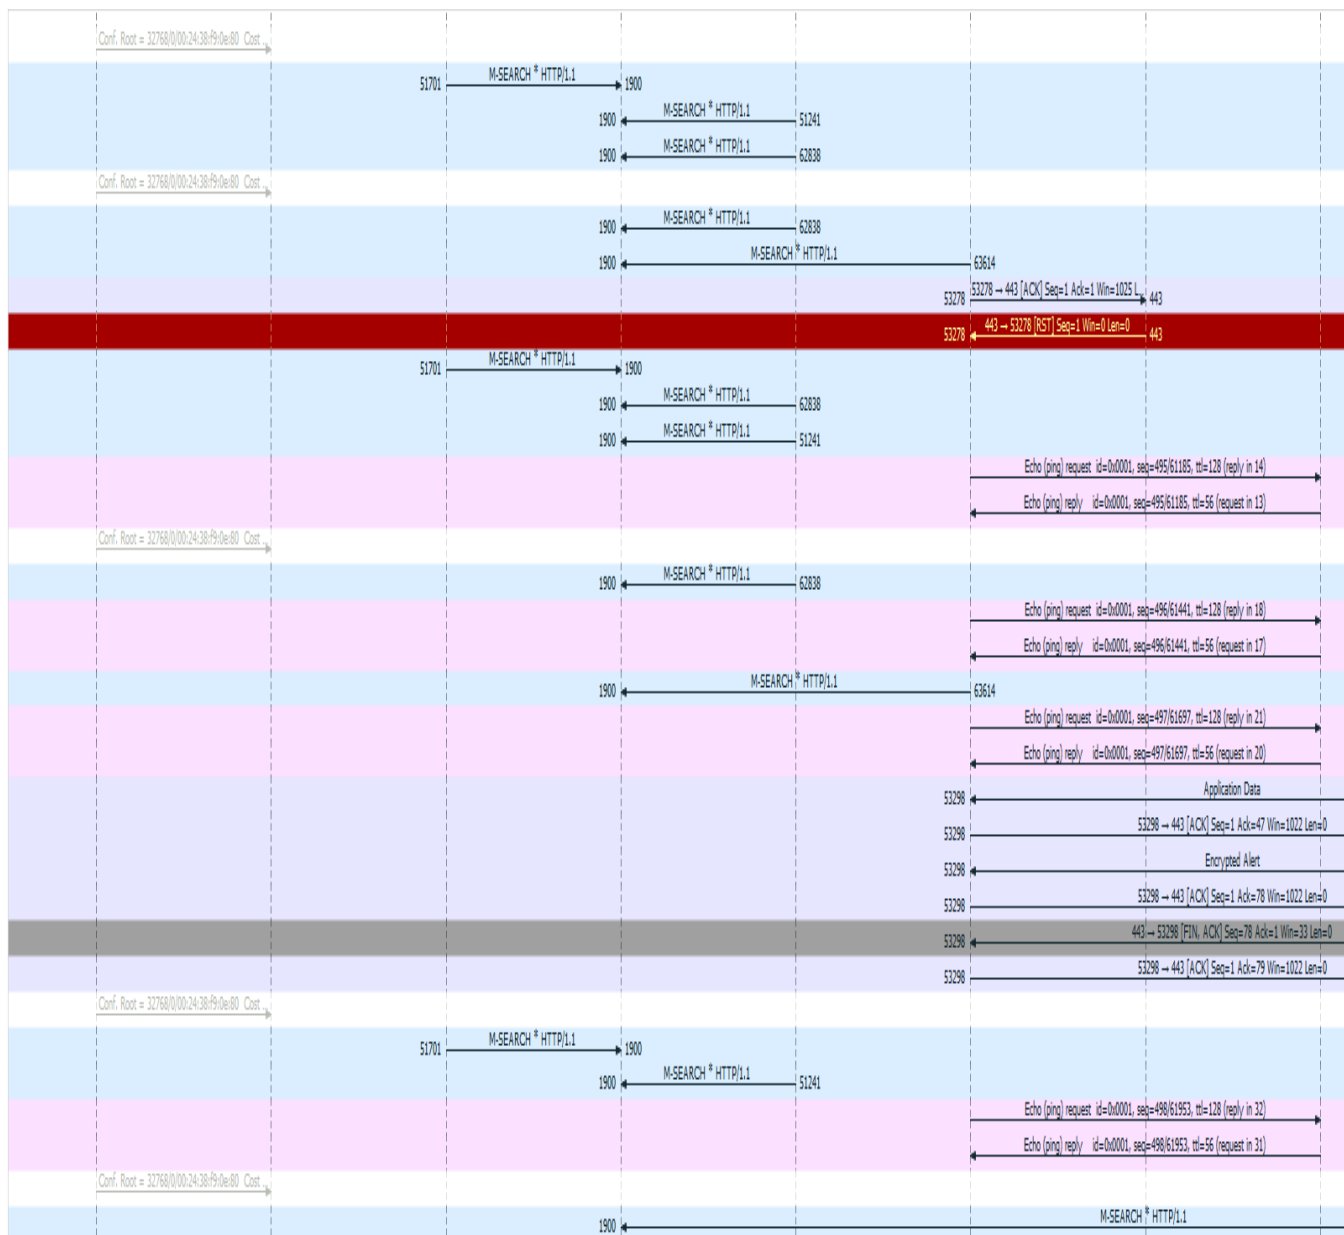 Conf. Root = 32768/0/00:24:38:f9:0e:80 Cost ...
51701 M-SEARCH * HTTP/1.1 1900
1900 M-SEARCH * HTTP/1.1 51241
1900 M-SEARCH * HTTP/1.1 62838
Conf. Root = 32768/0/00:24:38:f9:0e:80 Cost ...
1900 M-SEARCH * HTTP/1.1 62838
1900 M-SEARCH * HTTP/1.1 63614
53278 53278 → 443 [ACK] Seq=1 Ack=1 Win=1025 L... 443
53278 443 → 53278 [RST] Seq=1 Win=0 Len=0 443
51701 M-SEARCH * HTTP/1.1 1900
1900 M-SEARCH * HTTP/1.1 62838
1900 M-SEARCH * HTTP/1.1 51241
Echo (ping) request id=0x0001, seq=495/61185, ttl=128 (reply in 14)
Echo (ping) reply id=0x0001, seq=495/61185, ttl=56 (request in 13)
Conf. Root = 32768/0/00:24:38:f9:0e:80 Cost ...
1900 M-SEARCH * HTTP/1.1 62838
Echo (ping) request id=0x0001, seq=496/61441, ttl=128 (reply in 18)
Echo (ping) reply id=0x0001, seq=496/61441, ttl=56 (request in 17)
1900 M-SEARCH * HTTP/1.1 63614
Echo (ping) request id=0x0001, seq=497/61697, ttl=128 (reply in 21)
Echo (ping) reply id=0x0001, seq=497/61697, ttl=56 (request in 20)
53298 Application Data
53298 53298 → 443 [ACK] Seq=1 Ack=47 Win=1022 Len=0
53298 Encrypted Alert
53298 53298 → 443 [ACK] Seq=1 Ack=78 Win=1022 Len=0
53298 443 → 53298 [FIN, ACK] Seq=78 Ack=1 Win=33 Len=0
53298 53298 → 443 [ACK] Seq=1 Ack=79 Win=1022 Len=0
Conf. Root = 32768/0/00:24:38:f9:0e:80 Cost ...
51701 M-SEARCH * HTTP/1.1 1900
1900 M-SEARCH * HTTP/1.1 51241
Echo (ping) request id=0x0001, seq=498/61953, ttl=128 (reply in 32)
Echo (ping) reply id=0x0001, seq=498/61953, ttl=56 (request in 31)
Conf. Root = 32768/0/00:24:38:f9:0e:80 Cost ...
1900 M-SEARCH * HTTP/1.1